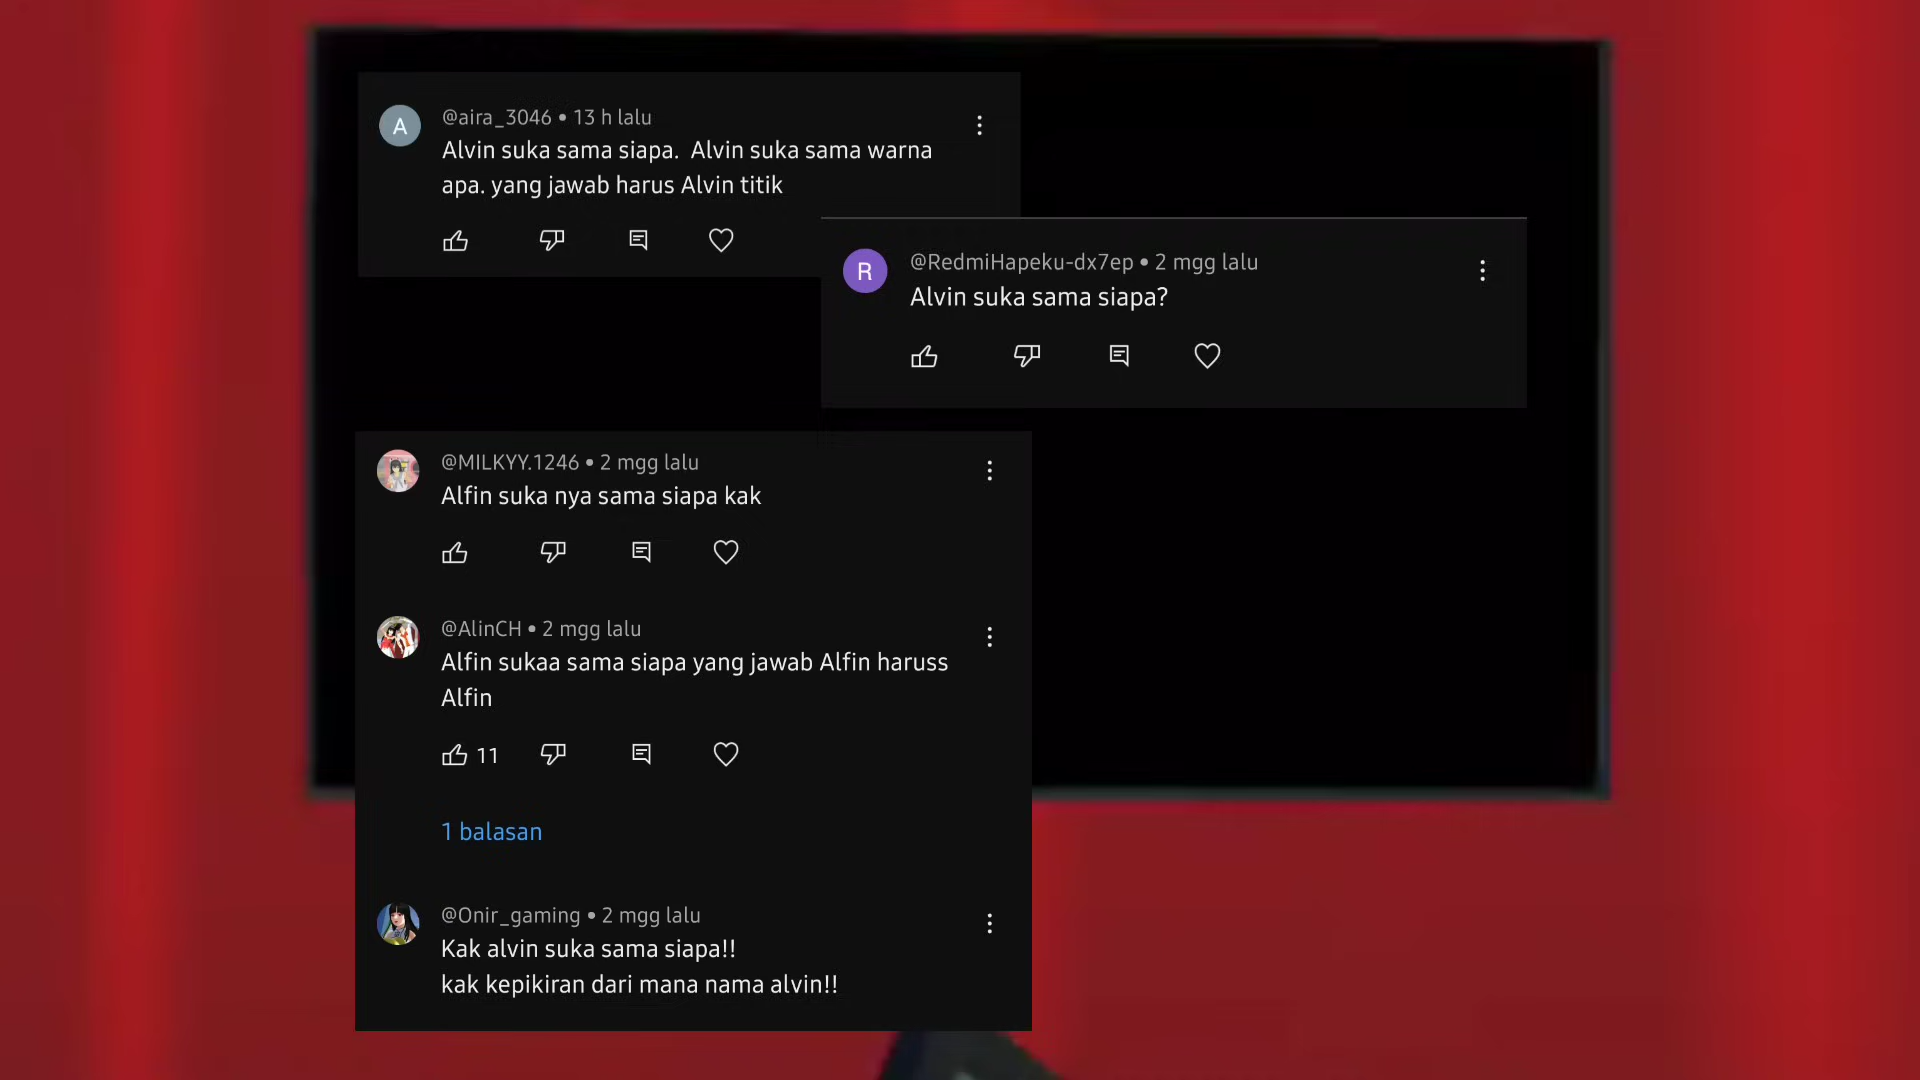 A
@aira_3046 • 13 h lalu
Alvin suka sama siapa.  Alvin suka sama warna
apa. yang jawab harus Alvin titik
R
@RedmiHapeku-dx7ep • 2 mgg lalu
Alvin suka sama siapa?
@MILKYY.1246 • 2 mgg lalu
Alfin suka nya sama siapa kak
@AlinCH • 2 mgg lalu
Alfin sukaa sama siapa yang jawab Alfin haruss
Alfin
11
1 balasan
@Onir_gaming • 2 mgg lalu
Kak alvin suka sama siapa!!
kak kepikiran dari mana nama alvin!!